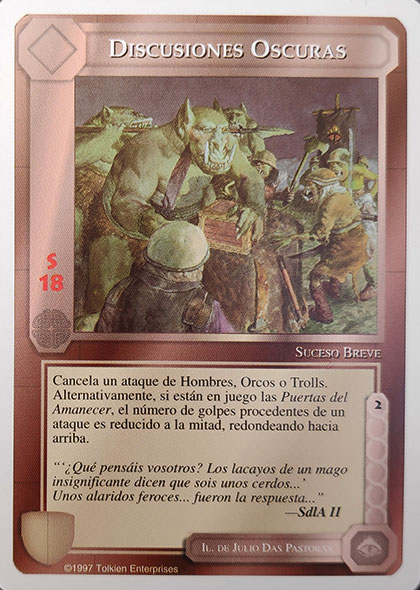 DISCUSIONES OSCURAS
S
18
SUCESO BREVE
Cancela un ataque de Hombres, Orcos o Trolls.
Alternativamente, si están en juego las Puertas del
Amanecer, el número de golpes procedentes de un
ataque es reducido a la mitad, redondeando hacia
arriba.
2
“‘¿Qué pensáis vosotros? Los lacayos de un mago
insignificante dicen que sois unos cerdos...’
Unos alaridos feroces... fueron la respuesta...”
—SdlA II
IL. DE JULIO DAS PASTORAS
©1997 Tolkien Enterprises